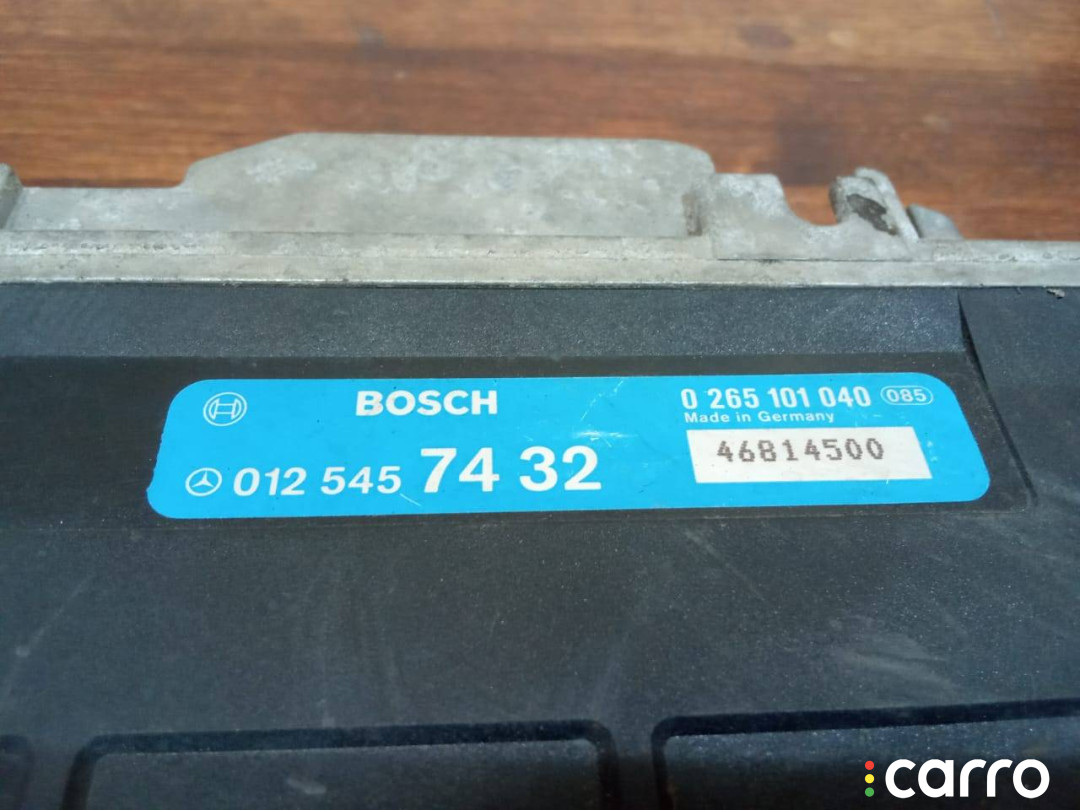 BOSCH
0 265 101 040 085
Made in Germany
46814500
012 545 74 32
carro